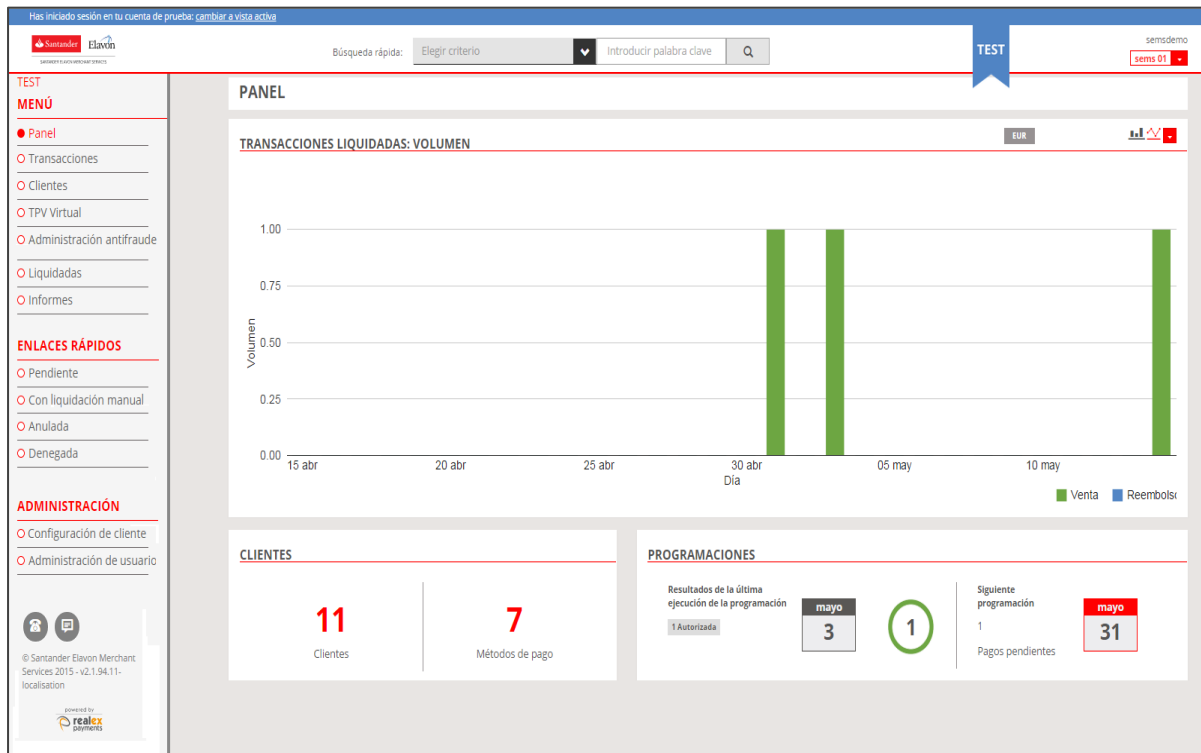 Has iniciado sesión en tu cuenta de prueba: cambiar a vista activa
Santander Elavon
SANTANDER ELAVON MERCHANT SERVICES
Búsqueda rápida:
Elegir criterio
Introducir palabra clave
TEST
semsdemo
sems 01
TEST
MENÚ
Panel
Transacciones
Clientes
TPV Virtual
Administración antifraude
Liquidadas
Informes
ENLACES RÁPIDOS
Pendiente
Con liquidación manual
Anulada
Denegada
ADMINISTRACIÓN
Configuración de cliente
Administración de usuario
© Santander Elavon Merchant
Services 2015 - v2.1.94.11-
localisation
powered by
realex
payments
PANEL
TRANSACCIONES LIQUIDADAS: VOLUMEN
EUR
1.00
0.75
0.50
0.25
0.00
Volumen
15 abr
20 abr
25 abr
30 abr
05 may
10 may
Día
Venta
Reembolso
CLIENTES
11
Clientes
7
Métodos de pago
PROGRAMACIONES
Resultados de la última
ejecución de la programación
1 Autorizada
mayo
3
1
Siguiente
programación
1
Pagos pendientes
mayo
31